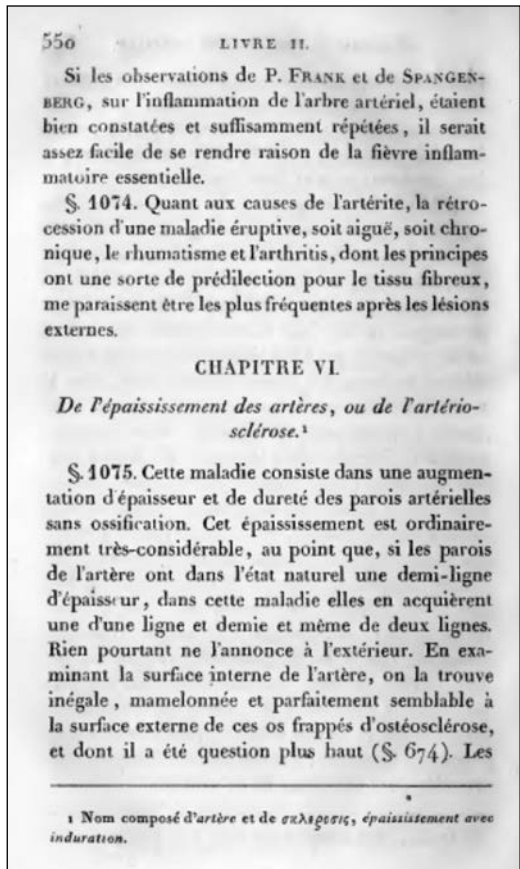 550 LIVRE II.
Si les observations de P. FRANK et de SPANGEN-
BERG, sur l'inflammation de l'arbre artériel, étaient
bien constatées et suffisamment répétées, il serait
assez facile de se rendre raison de la fièvre inflam-
matoire essentielle.
§. 1074. Quant aux causes de l'artérite, la rétro-
cession d'une maladie éruptive, soit aiguë, soit chro-
nique, le rhumatisme et l'arthritis, dont les principes
ont une sorte de prédilection pour le tissu fibreux,
me paraissent être les plus fréquentes après les lésions
externes.
CHAPITRE VI.
De l'épaississement des artères, ou de l'artério-
sclérose.¹
§. 1075. Cette maladie consiste dans une augmen-
tation d'épaisseur et de dureté des parois artérielles
sans ossification. Cet épaississement est ordinaire-
ment très-considérable, au point que, si les parois
de l'artère ont dans l'état naturel une demi-ligne
d'épaisseur, dans cette maladie elles en acquièrent
une d'une ligne et demie et même de deux lignes.
Rien pourtant ne l'annonce à l'extérieur. En exa-
minant la surface interne de l'artère, on la trouve
inégale, mamelonnée et parfaitement semblable à
la surface externe de ces os frappés d'ostéosclérose,
et dont il a été question plus haut (§. 674). Les
1 Nom composé d'artère et de σκληρωσις, épaississement avec
induration.